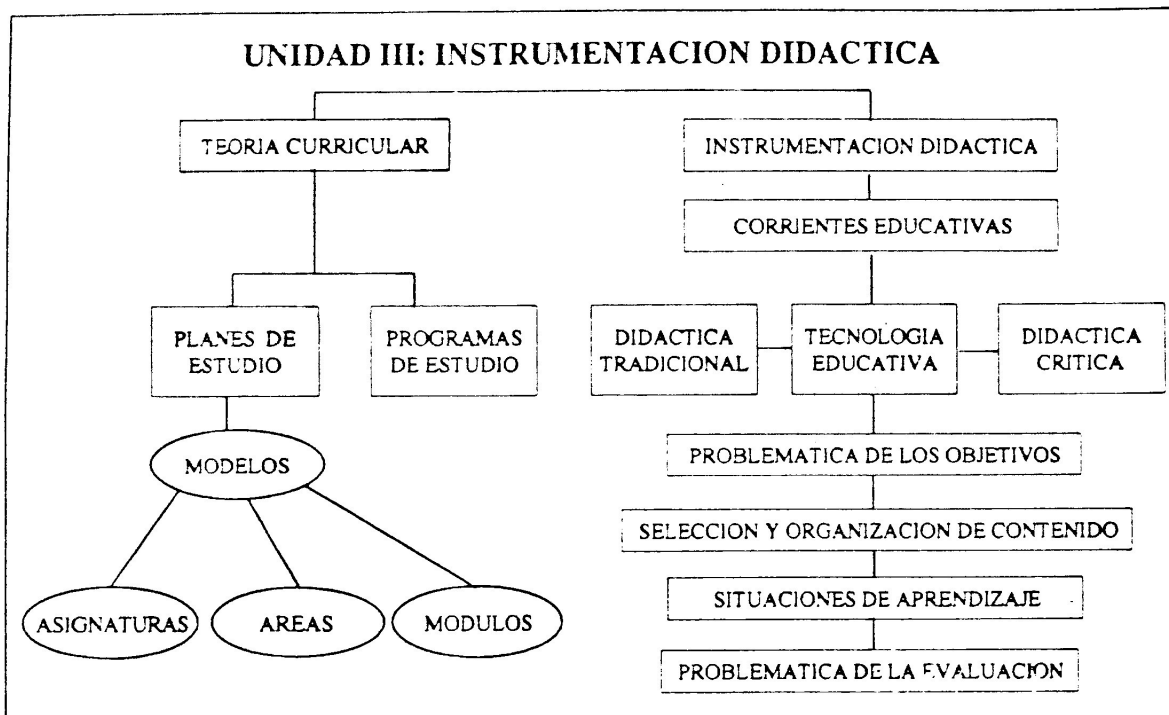 UNIDAD III: INSTRUMENTACION DIDACTICA
TEORIA CURRICULAR
INSTRUMENTACION DIDACTICA
CORRIENTES EDUCATIVAS
PLANES DE
ESTUDIO
PROGRAMAS
DE ESTUDIO
DIDACTICA
TRADICIONAL
TECNOLOGIA
EDUCATIVA
DIDACTICA
CRITICA
MODELOS
ASIGNATURAS
AREAS
MODULOS
PROBLEMATICA DE LOS OBJETIVOS
SELECCION Y ORGANIZACION DE CONTENIDO
SITUACIONES DE APRENDIZAJE
PROBLEMATICA DE LA EVALUACION